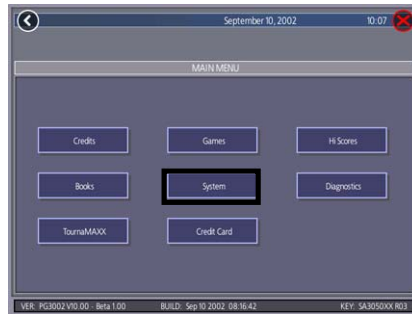 September 10, 2002 10:07
MAIN MENU
Credits Games Hi Scores
Books System Diagnostics
TournaMAXX Credit Card
VER: PG3002 V10.00 - Beta 1.00 BUILD: Sep 10 2002 08:16:42 KEY: SA3050XX R03